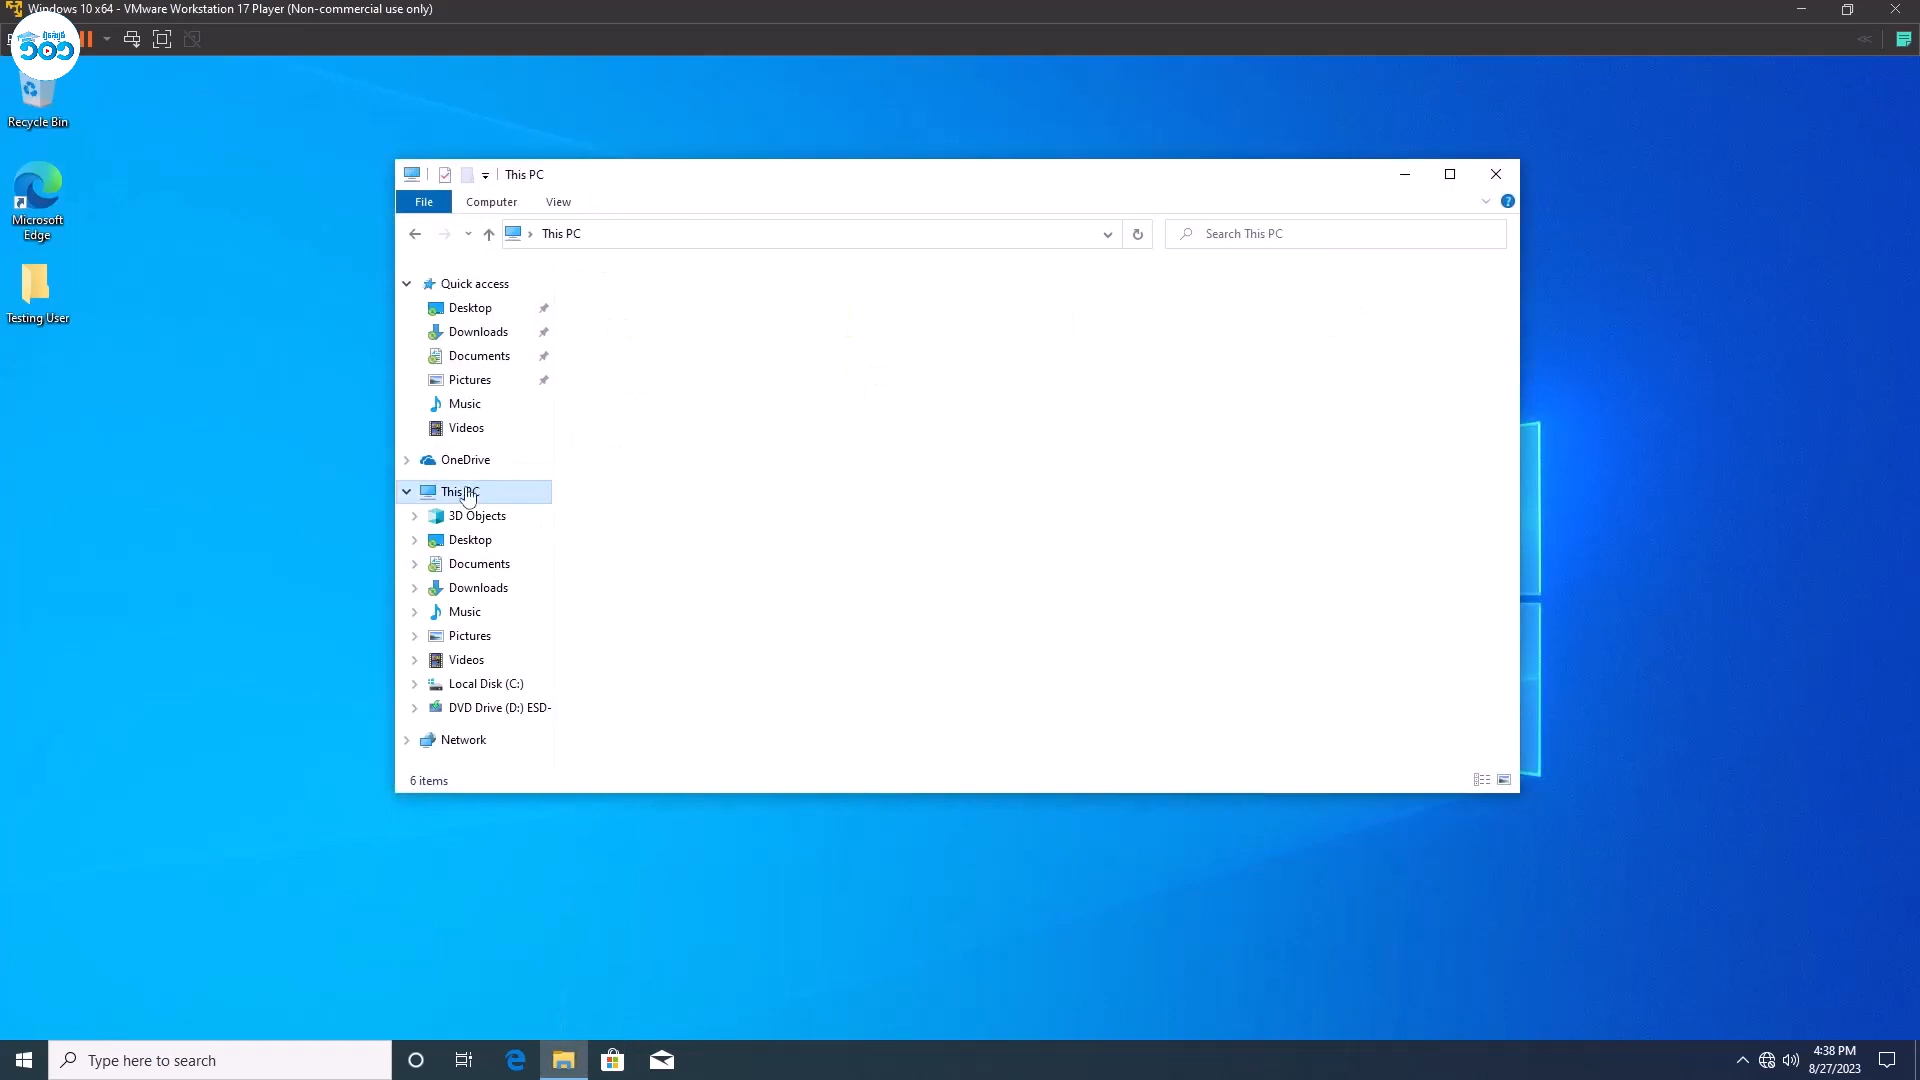 Windows 10 x64 - VMware Workstation 17 Player (Non-commercial use only)
Recycle Bin
Microsoft
Edge
Testing User
This PC
File
Computer
View
This PC
Search This PC
Quick access
Desktop
Downloads
Documents
Pictures
Music
Videos
OneDrive
This PC
3D Objects
Desktop
Documents
Downloads
Music
Pictures
Videos
Local Disk (C:)
DVD Drive (D:) ESD-
Network
6 items
Type here to search
4:38 PM
8/27/2023